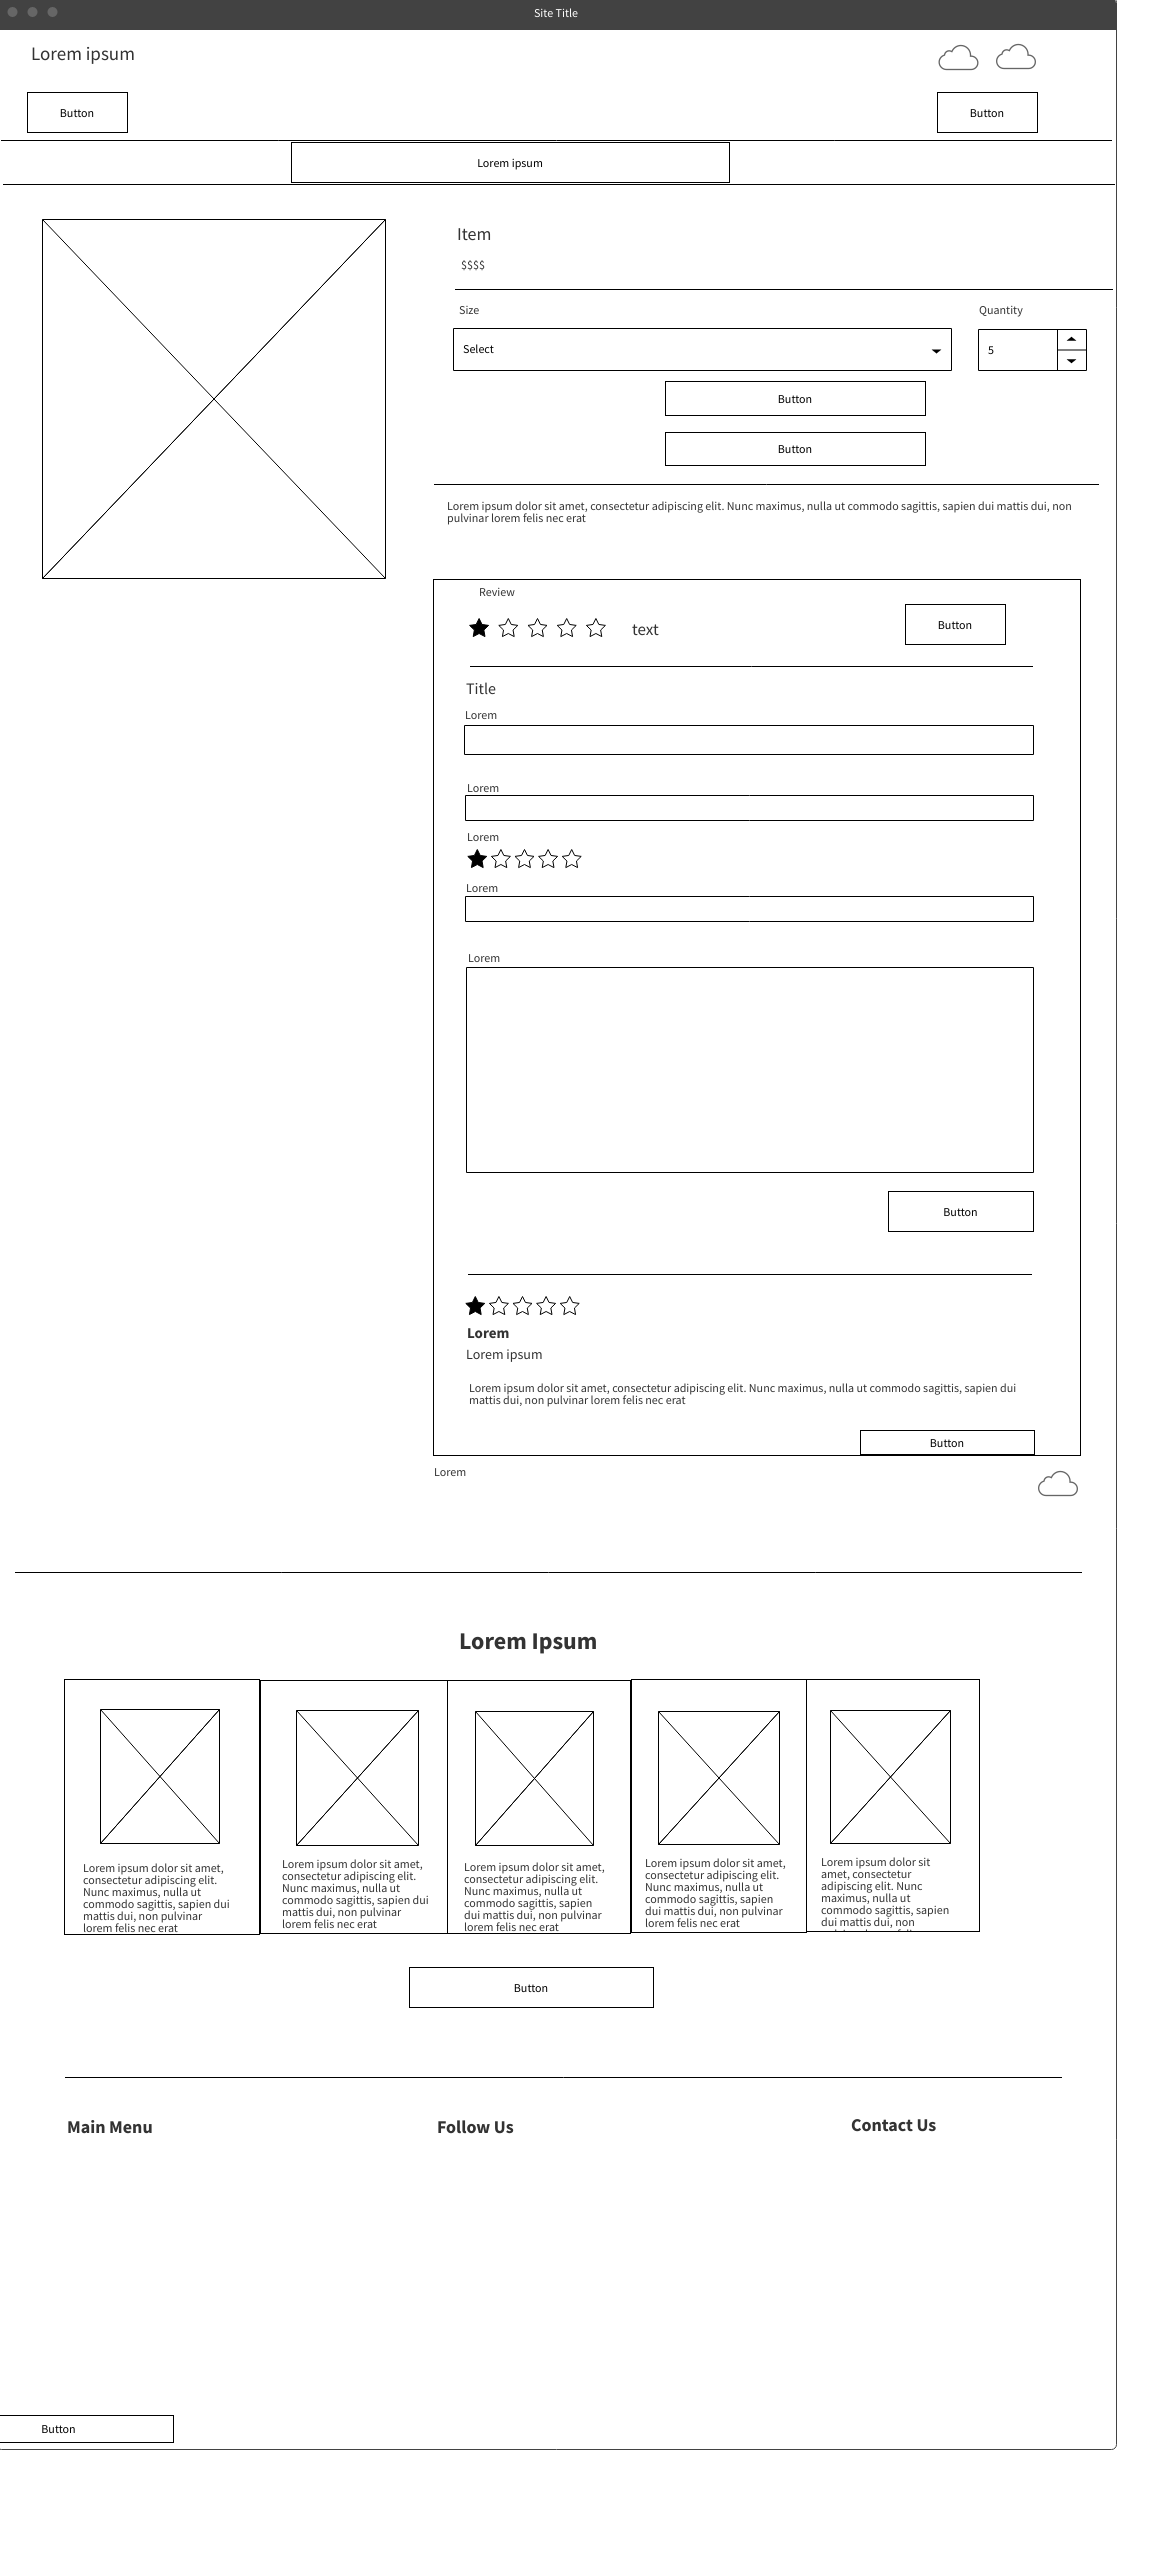 Site Title
Lorem ipsum
Button
Button
Lorem ipsum
Item
$$$$
Size
Quantity
Select
5
Button
Button
Lorem ipsum dolor sit amet, consectetur adipiscing elit. Nunc maximus, nulla ut commodo sagittis, sapien dui mattis dui, non
pulvinar lorem felis nec erat
Review
text
Button
Title
Lorem
Lorem
Lorem
Lorem
Lorem
Button
Lorem
Lorem ipsum
Lorem ipsum dolor sit amet, consectetur adipiscing elit. Nunc maximus, nulla ut commodo sagittis, sapien dui
mattis dui, non pulvinar lorem felis nec erat
Button
Lorem
Lorem Ipsum
Lorem ipsum dolor sit amet,
consectetur adipiscing elit.
Nunc maximus, nulla ut
commodo sagittis, sapien dui
mattis dui, non pulvinar
lorem felis nec erat
Lorem ipsum dolor sit amet,
consectetur adipiscing elit.
Nunc maximus, nulla ut
commodo sagittis, sapien dui
mattis dui, non pulvinar
lorem felis nec erat
Lorem ipsum dolor sit amet,
consectetur adipiscing elit.
Nunc maximus, nulla ut
commodo sagittis, sapien
dui mattis dui, non pulvinar
lorem felis nec erat
Lorem ipsum dolor sit amet,
consectetur adipiscing elit.
Nunc maximus, nulla ut
commodo sagittis, sapien
dui mattis dui, non pulvinar
lorem felis nec erat
Lorem ipsum dolor sit
amet, consectetur
adipiscing elit. Nunc
maximus, nulla ut
commodo sagittis, sapien
dui mattis dui, non
Button
Main Menu
Follow Us
Contact Us
Button